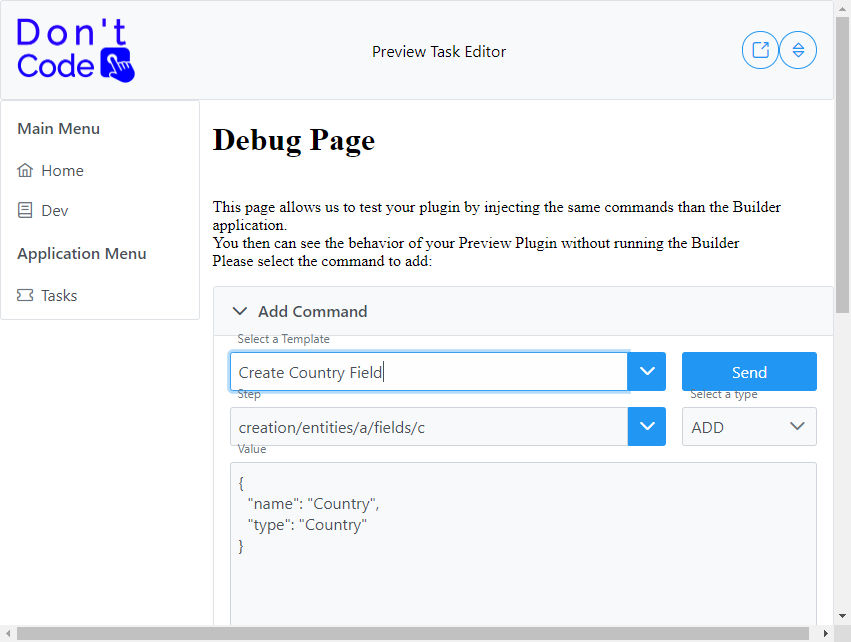 Don't
Code
Preview Task Editor
Main Menu
Home
Dev
Application Menu
Tasks
Debug Page
This page allows us to test your plugin by injecting the same commands than the Builder
application.
You then can see the behavior of your Preview Plugin without running the Builder
Please select the command to add:
Add Command
Select a Template
Create Country Field
Send
Step
Select a type
creation/entities/a/fields/c
ADD
Value
{
"name": "Country",
"type": "Country"
}